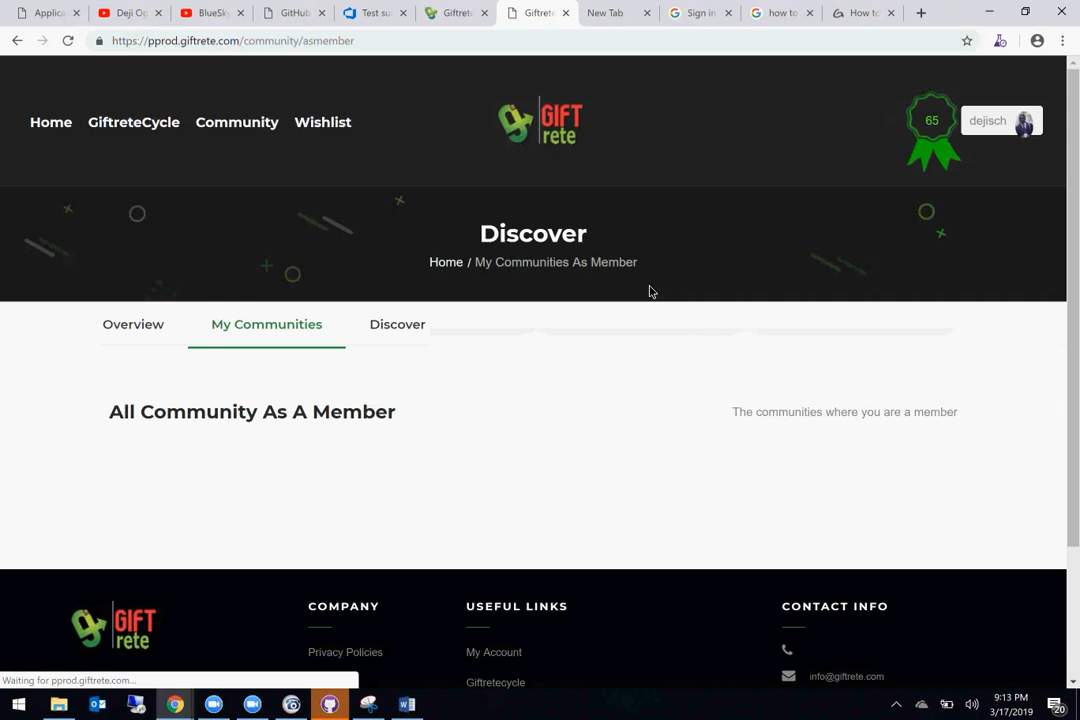 Applica
Deji Og
BlueSky
GitHub
Test su
Giftrete
Giftrete
New Tab
Sign in
how to
How to
https://pprod.giftrete.com/community/asmember
Home GiftreteCycle Community Wishlist
GIFT
rete
65
dejisch
Discover
Home / My Communities As Member
Overview My Communities Discover
All Community As A Member
The communities where you are a member
GIFT
rete
COMPANY
Privacy Policies
USEFUL LINKS
My Account
Giftretecycle
CONTACT INFO
info@giftrete.com
Waiting for pprod.giftrete.com...
9:13 PM
3/17/2019
20